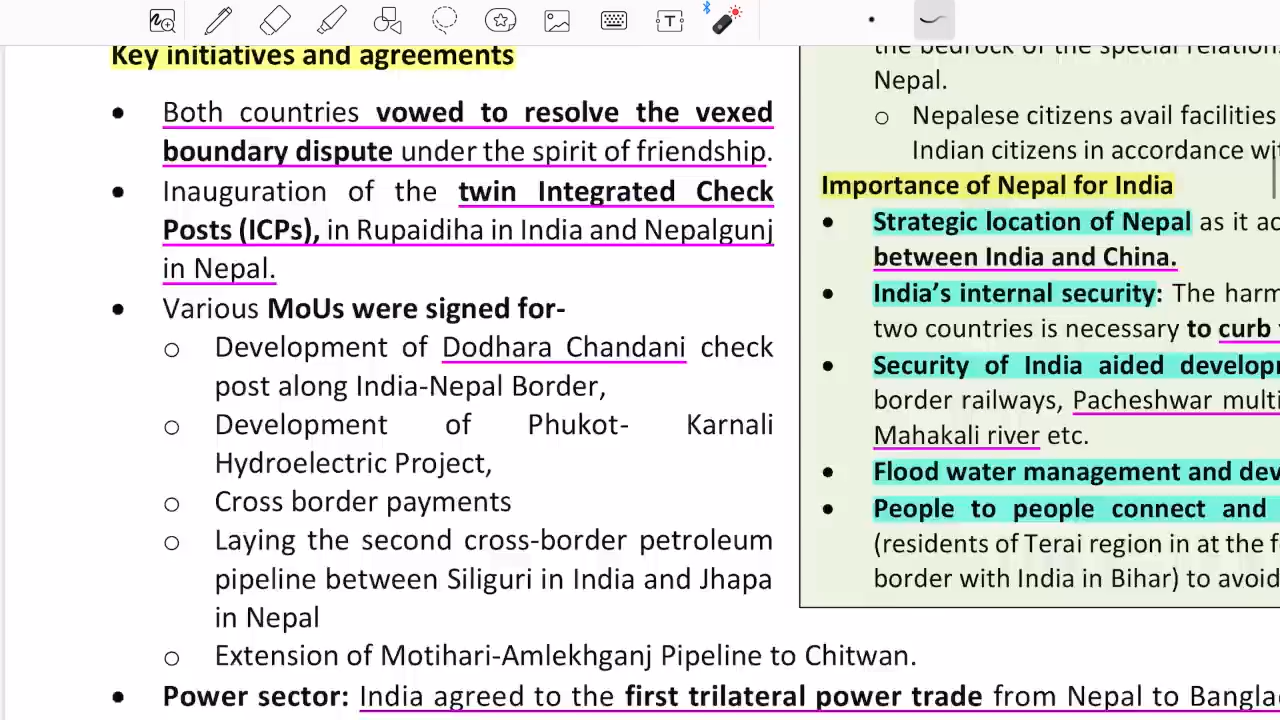 Key initiatives and agreements
• Both countries vowed to resolve the vexed
boundary dispute under the spirit of friendship.
• Inauguration of the twin Integrated Check
Posts (ICPs), in Rupaidiha in India and Nepalgunj
in Nepal.
• Various MoUs were signed for-
o Development of Dodhara Chandani check
post along India-Nepal Border,
o Development of Phukot- Karnali
Hydroelectric Project,
o Cross border payments
o Laying the second cross-border petroleum
pipeline between Siliguri in India and Jhapa
in Nepal
o Extension of Motihari-Amlekhganj Pipeline to Chitwan.
• Power sector: India agreed to the first trilateral power trade from Nepal to
the bedrock of the special
Nepal.
o Nepalese citizens avail facilities
Indian citizens in accordance
Importance of Nepal for India
• Strategic location of Nepal as it
between India and China.
• India’s internal security: The
two countries is necessary to curb
• Security of India aided
border railways, Pacheshwar
Mahakali river etc.
• Flood water management and
• People to people connect and
(residents of Terai region in at the
border with India in Bihar) to avoid